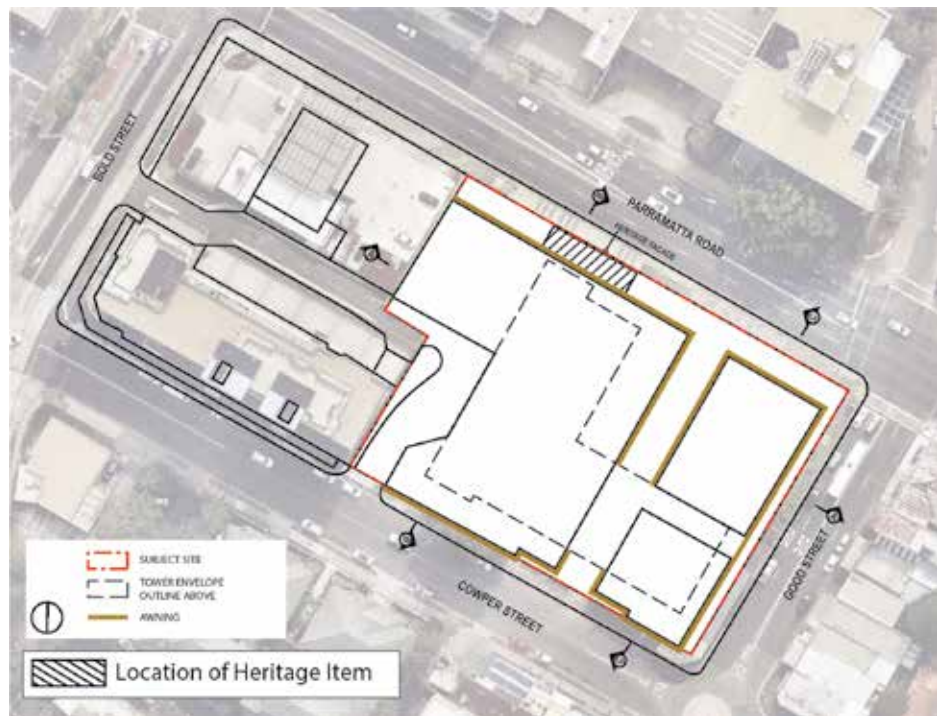 BOLD STREET
PARRAMATTA ROAD
HERITAGE FACADE
GOOD STREET
COWPER STREET
SUBJECT SITE
TOWER ENVELOPE
OUTLINE ABOVE
AWNING
Location of Heritage Item